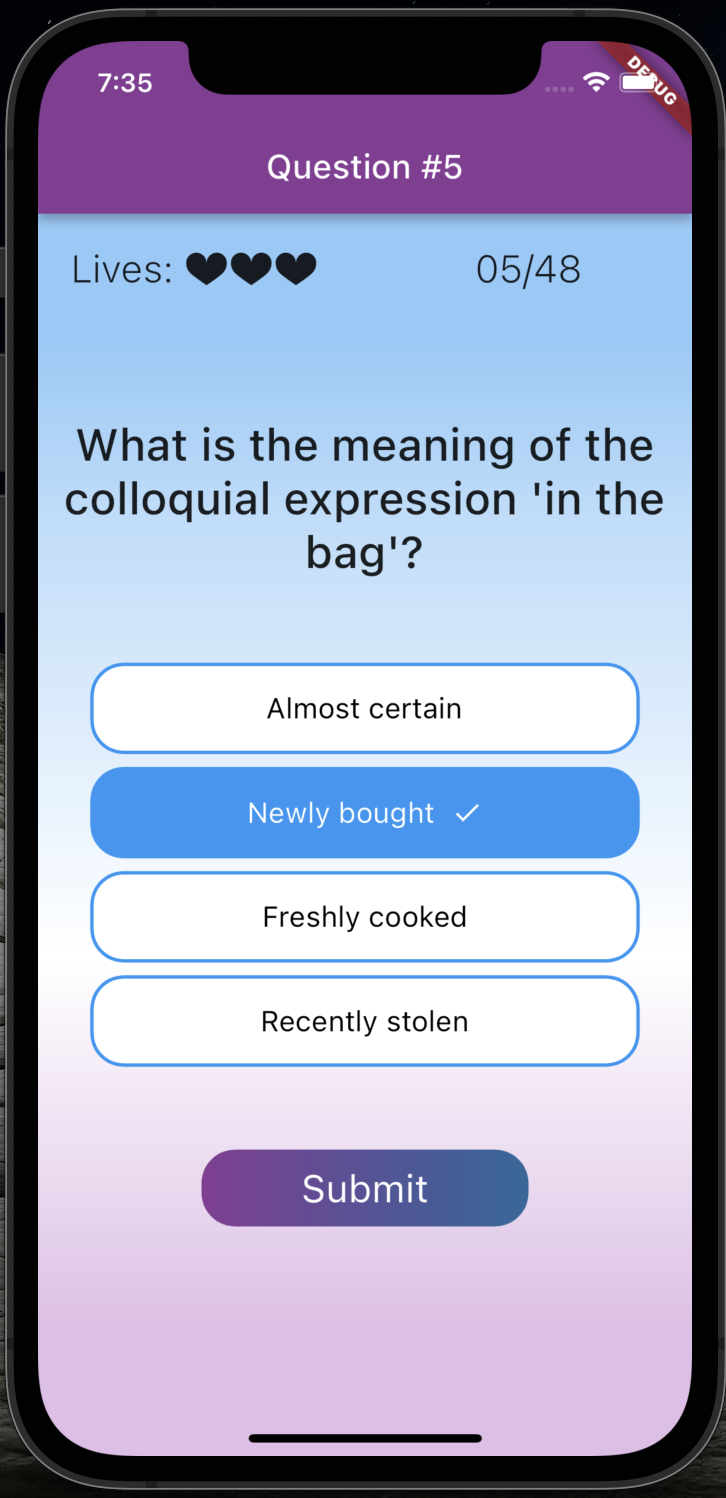 7:35
DEBUG
Question #5
Lives: 05/48
What is the meaning of the
colloquial expression 'in the
bag'?
Almost certain
Newly bought
Freshly cooked
Recently stolen
Submit